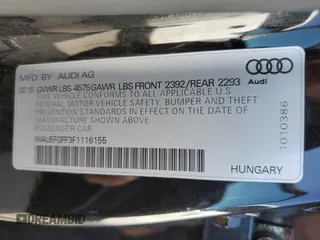 MFD BY AUDI AG
02.15 GVWR LBS 4575 GAWR LBS FRONT 2392/REAR 2293
THIS VEHICLE CONFORMS TO ALL APPLICABLE U.S.
FEDERAL MOTOR VEHICLE SAFETY, BUMPER AND THEFT
PREVENTION STANDARDS IN EFFECT ON THE DATE OF
MANUFACTURE SHOWN ABOVE
PASSENGER CAR
WAUEFGFF3F1116155
HUNGARY
Audi
1010386